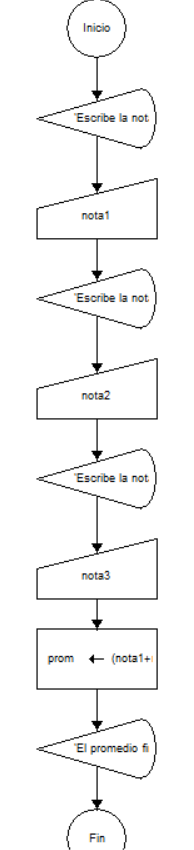 Inicio
'Escribe la not
nota1
'Escribe la not
nota2
'Escribe la not
nota3
prom ← (nota1+
'El promedio fi
Fin